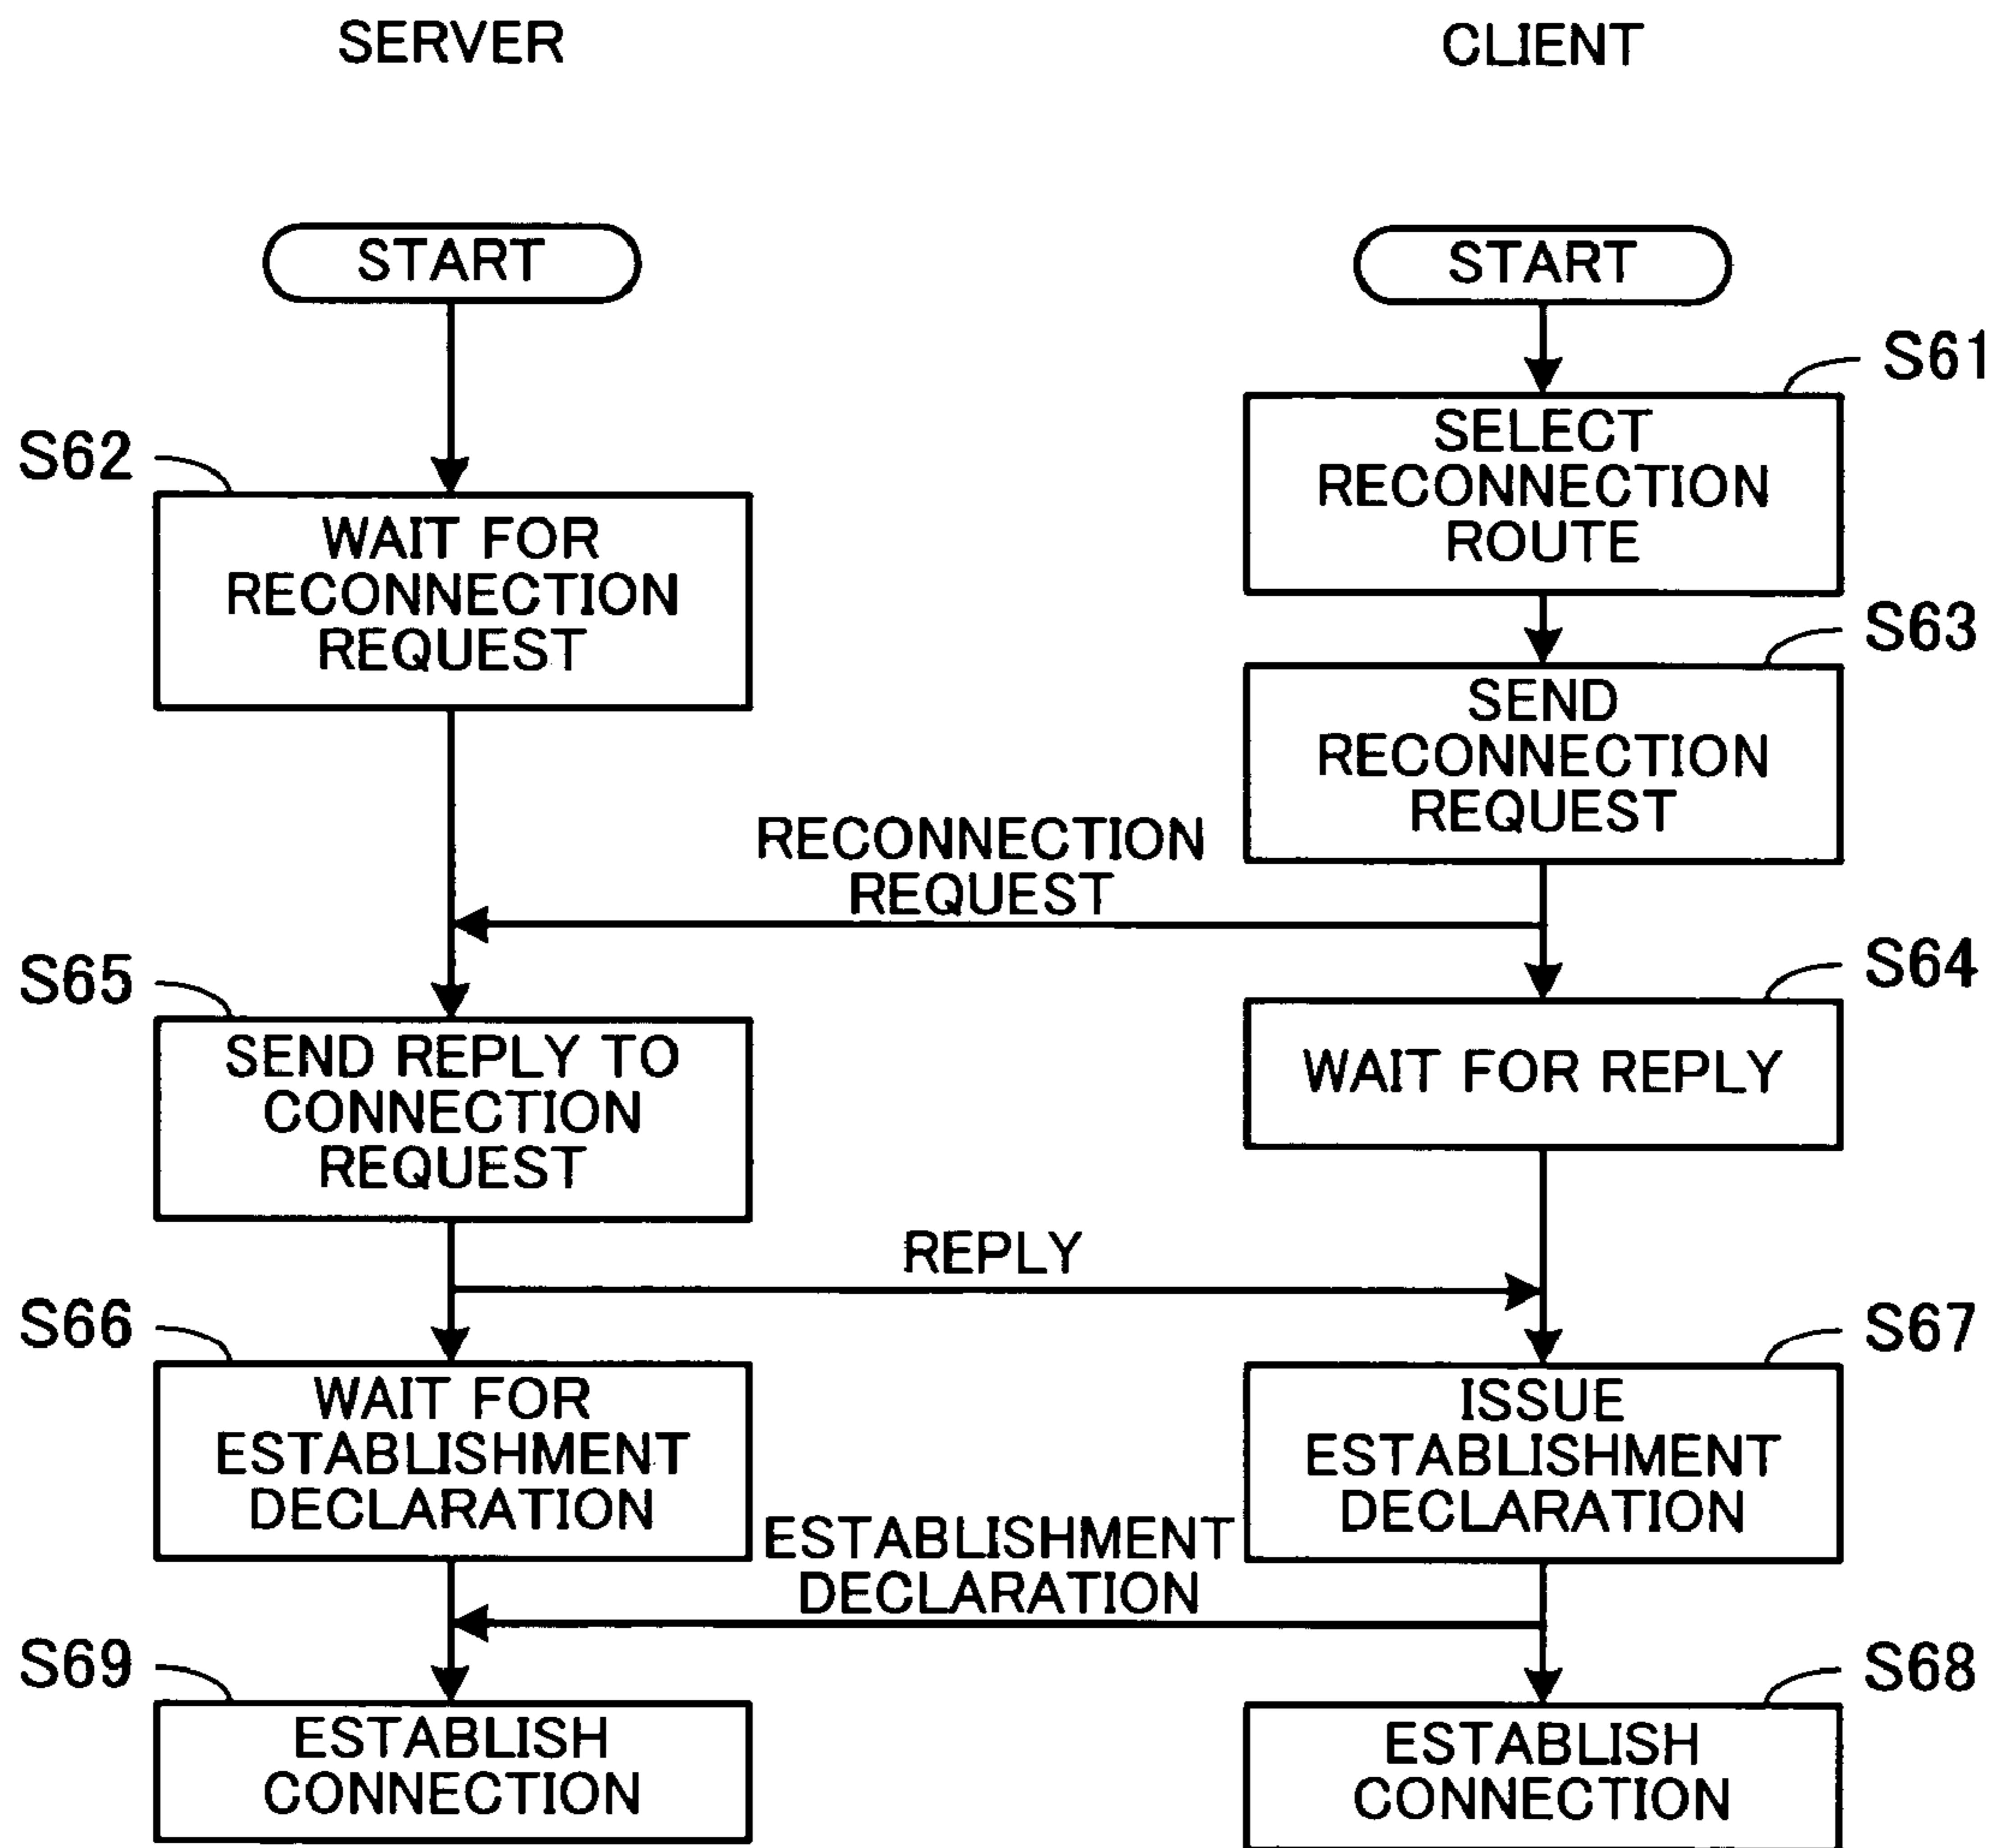 SERVER
CLIENT
START
START
S61
SELECT
RECONNECTION
ROUTE
S62
WAIT FOR
RECONNECTION
REQUEST
S63
SEND
RECONNECTION
REQUEST
RECONNECTION
REQUEST
S64
WAIT FOR REPLY
S65
SEND REPLY TO
CONNECTION
REQUEST
REPLY
S66
WAIT FOR
ESTABLISHMENT
DECLARATION
S67
ISSUE
ESTABLISHMENT
DECLARATION
ESTABLISHMENT
DECLARATION
S69
ESTABLISH
CONNECTION
S68
ESTABLISH
CONNECTION